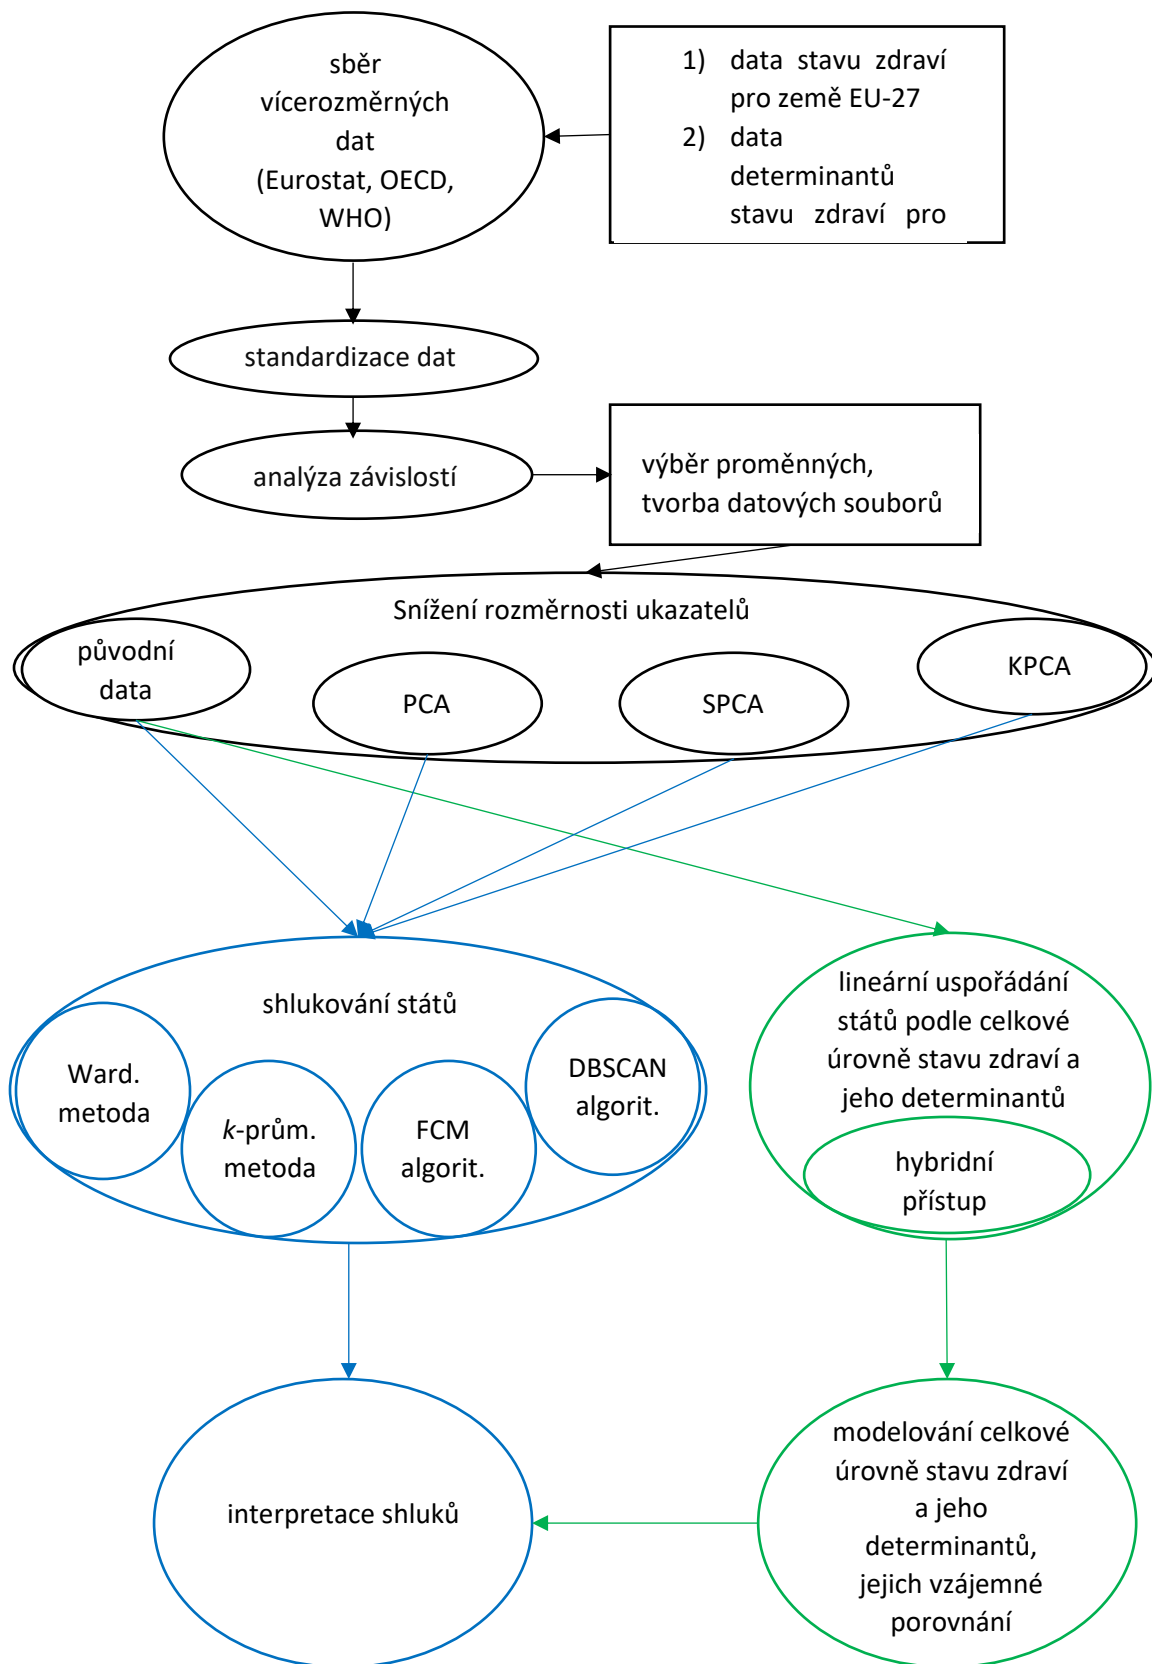 sběr
vícerozměrných
dat
(Eurostat, OECD,
WHO)
1) data stavu zdraví
pro země EU-27
2) data
determinantů
stavu zdraví pro
standardizace dat
analýza závislostí
výběr proměnných,
tvorba datových souborů
Snížení rozměrnosti ukazatelů
původní
data
PCA
SPCA
KPCA
shlukování států
Ward.
metoda
k-prům.
metoda
FCM
algorit.
DBSCAN
algorit.
lineární uspořádání
států podle celkové
úrovně stavu zdraví a
jeho determinantů
hybridní
přístup
interpretace shluků
modelování celkové
úrovně stavu zdraví
a jeho
determinantů,
jejich vzájemné
porovnání